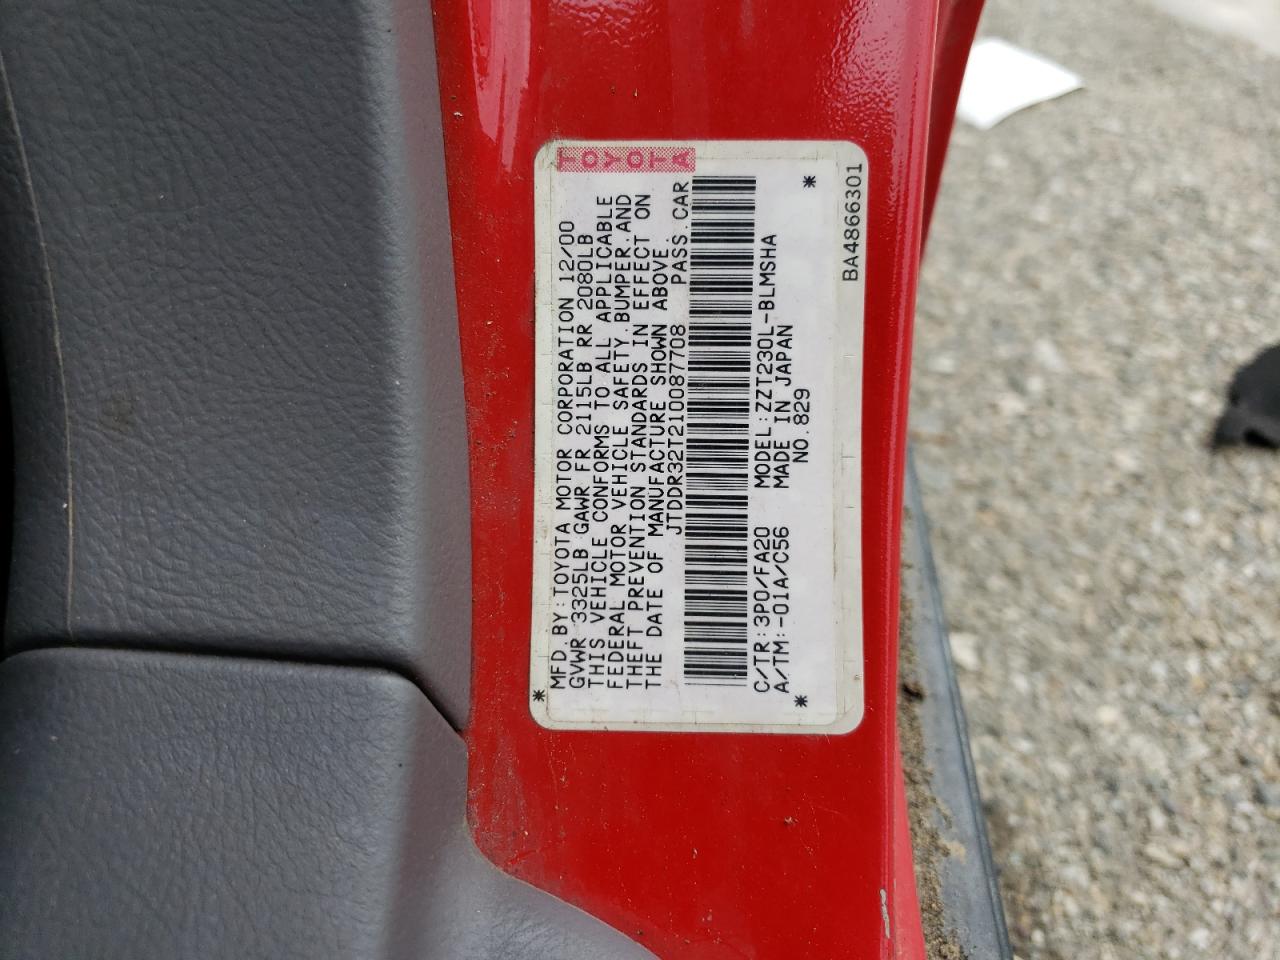 TOYOTA
MFD.BY:TOYOTA MOTOR CORPORATION 12/00
GVWR 3325LB GAWR FR 2115LB RR 2080LB
THIS VEHICLE CONFORMS TO ALL APPLICABLE
FEDERAL MOTOR VEHICLE SAFETY.BUMPER.AND
THEFT PREVENTION STANDARDS IN EFFECT ON
THE DATE OF MANUFACTURE SHOWN ABOVE.
JTDDR32T210087708 PASS.CAR
C/TR:3P0/FA20 MODEL:ZZT230L-BLMSHA
A/TM:-01A/C56 MADE IN JAPAN
NO.829
BA4866301